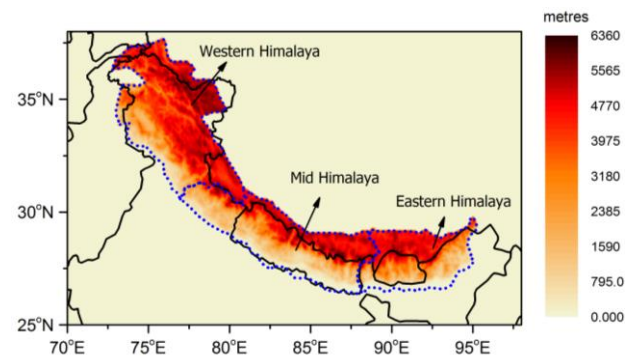 metres
6360
5565
4770
3975
3180
2385
1590
795.0
0.000
Western Himalaya
Mid Himalaya
Eastern Himalaya
35°N
30°N
25°N
70°E
75°E
80°E
85°E
90°E
95°E